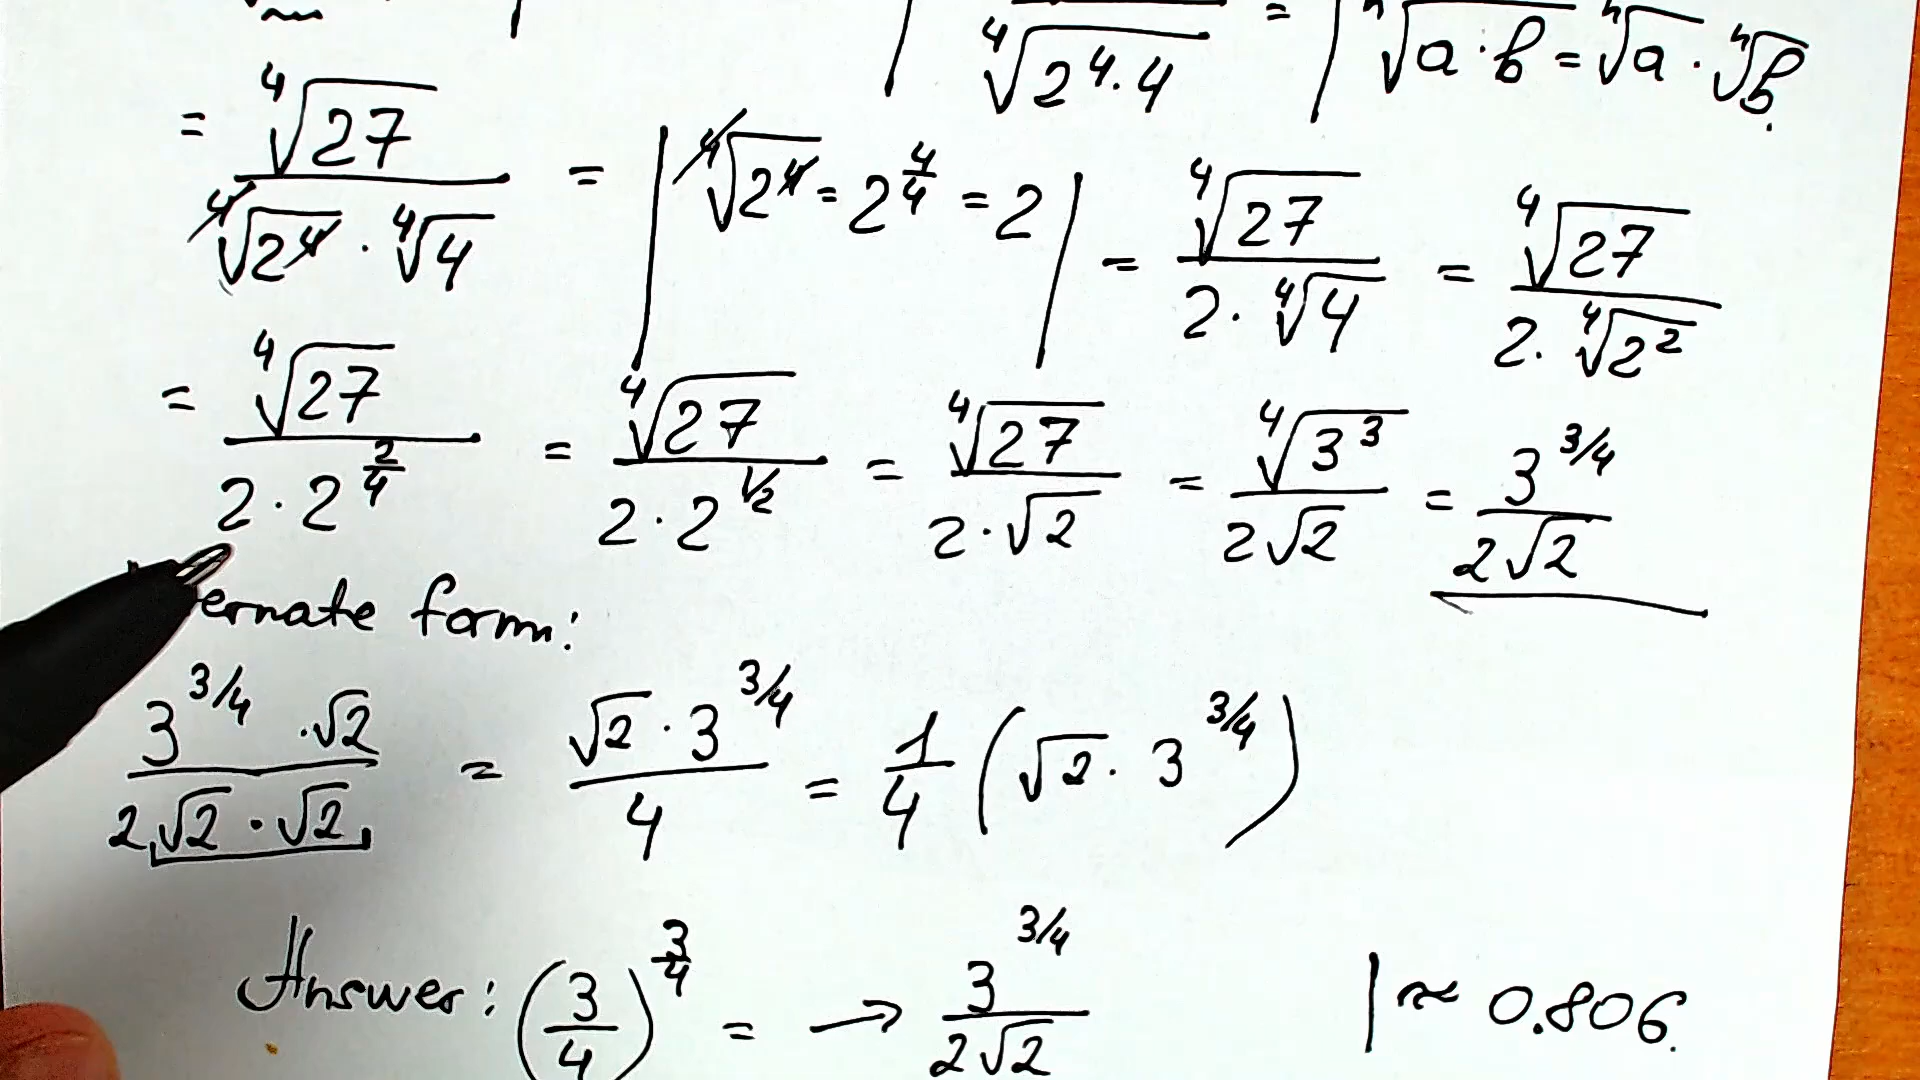 ⁴√(2⁴·4) = | ⁿ√(a·b) = ⁿ√a · ⁿ√b.
= ⁴√27 / (⁴√2⁴ · ⁴√4) = | ⁴√2⁴ = 2^(4/4) = 2 | = ⁴√27 / (2·⁴√4) = ⁴√27 / (2·⁴√2²)
= ⁴√27 / (2·2^(2/4)) = ⁴√27 / (2·2^(1/2)) = ⁴√27 / (2·√2) = ⁴√3³ / (2√2) = 3^(3/4) / (2√2)
form:
(3^(3/4) ·√2) / (2√2 · √2) = (√2 · 3^(3/4)) / 4 = 1/4 (√2 · 3^(3/4))
Answer: (3/4)^(3/4) = → 3^(3/4) / (2√2) | ≈ 0.806.